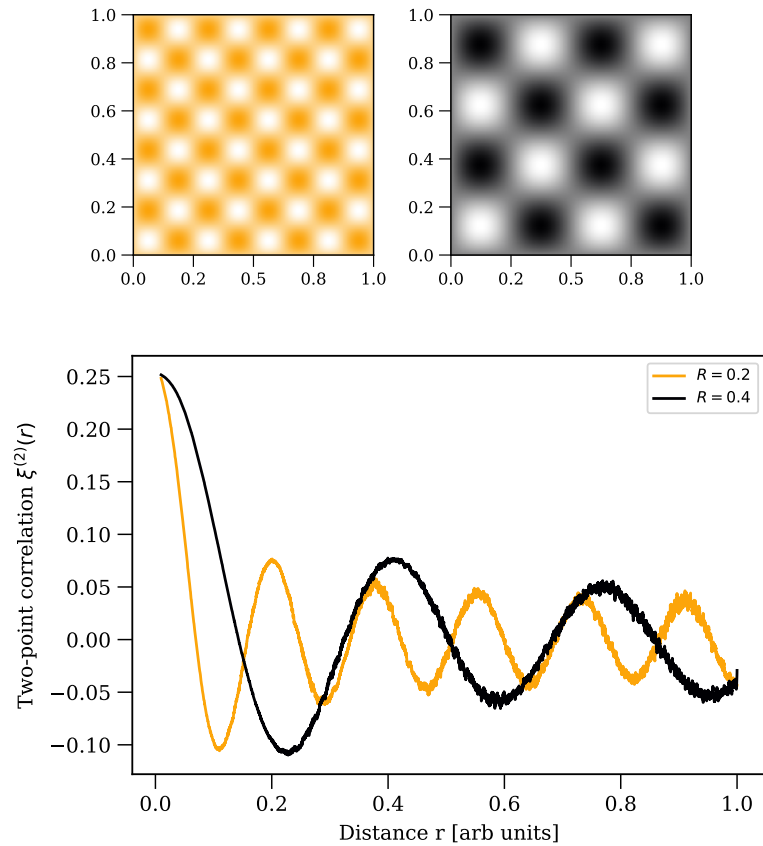 1.0
0.8
0.6
0.4
0.2
0.0
0.0 0.2 0.5 0.8 1.0
1.0
0.8
0.6
0.4
0.2
0.0
0.0 0.2 0.5 0.8 1.0
Two-point correlation ξ⁽²⁾(r)
0.25
0.20
0.15
0.10
0.05
0.00
−0.05
−0.10
R = 0.2
R = 0.4
0.0 0.2 0.4 0.6 0.8 1.0
Distance r [arb units]